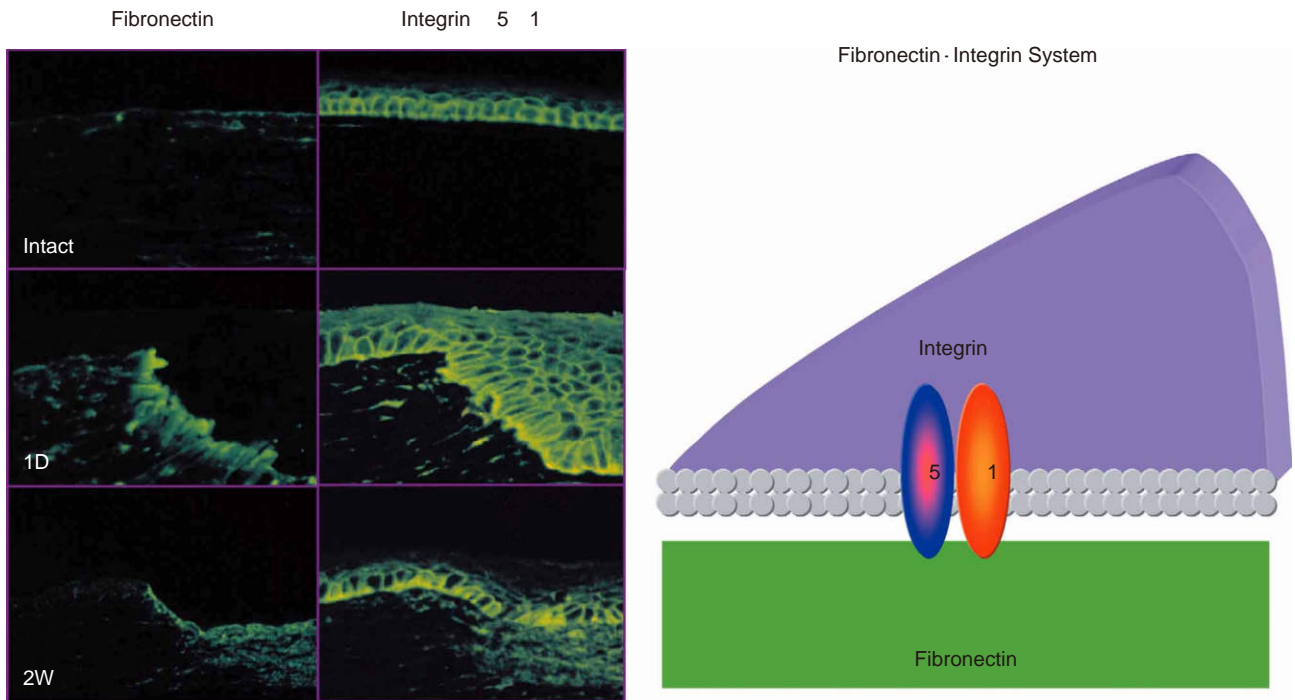 Fibronectin
Integrin 5 1
Fibronectin - Integrin System
Intact
1D
2W
Integrin
5
1
Fibronectin